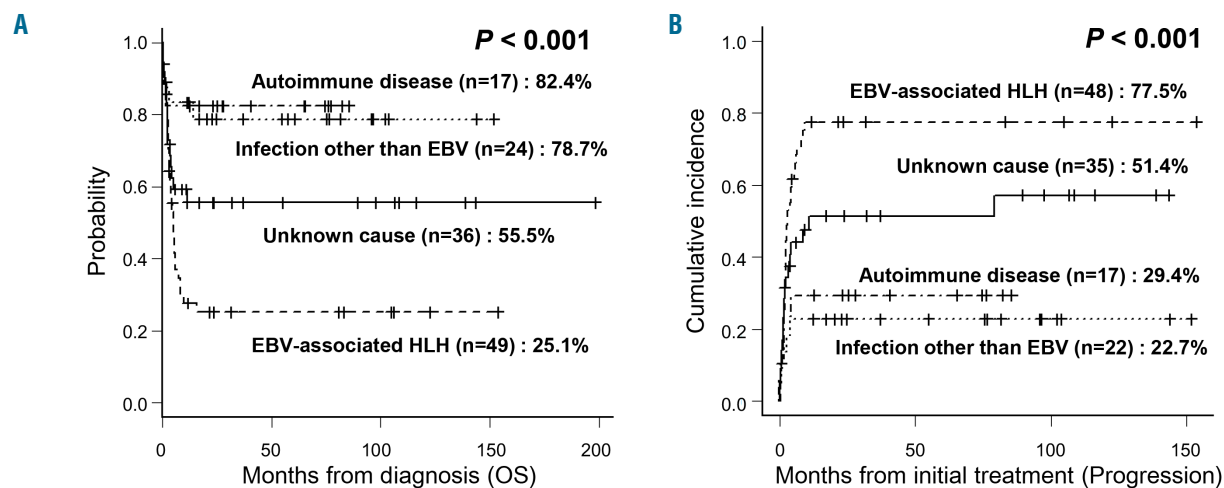 A
P < 0.001
Autoimmune disease (n=17) : 82.4%
Infection other than EBV (n=24) : 78.7%
Unknown cause (n=36) : 55.5%
EBV-associated HLH (n=49) : 25.1%
Probability
1.0
0.8
0.6
0.4
0.2
0.0
0 50 100 150 200
Months from diagnosis (OS)
B
P < 0.001
EBV-associated HLH (n=48) : 77.5%
Unknown cause (n=35) : 51.4%
Autoimmune disease (n=17) : 29.4%
Infection other than EBV (n=22) : 22.7%
Cumulative incidence
1.0
0.8
0.6
0.4
0.2
0.0
0 50 100 150
Months from initial treatment (Progression)